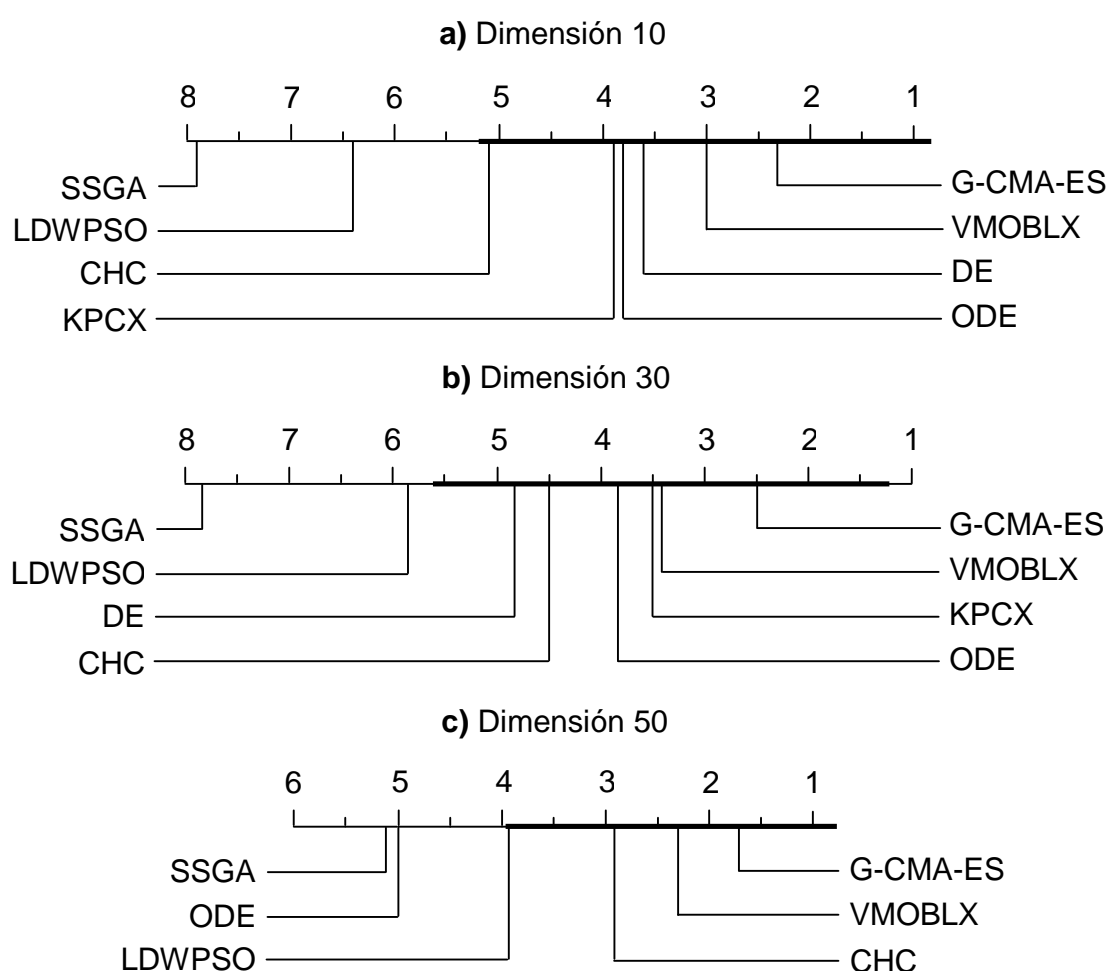 a) Dimensión 10
8 7 6 5 4 3 2 1
SSGA G-CMA-ES
LDWPSO VMOBLX
CHC DE
KPCX ODE
b) Dimensión 30
8 7 6 5 4 3 2 1
SSGA G-CMA-ES
LDWPSO VMOBLX
DE KPCX
CHC ODE
c) Dimensión 50
6 5 4 3 2 1
SSGA G-CMA-ES
ODE VMOBLX
LDWPSO CHC